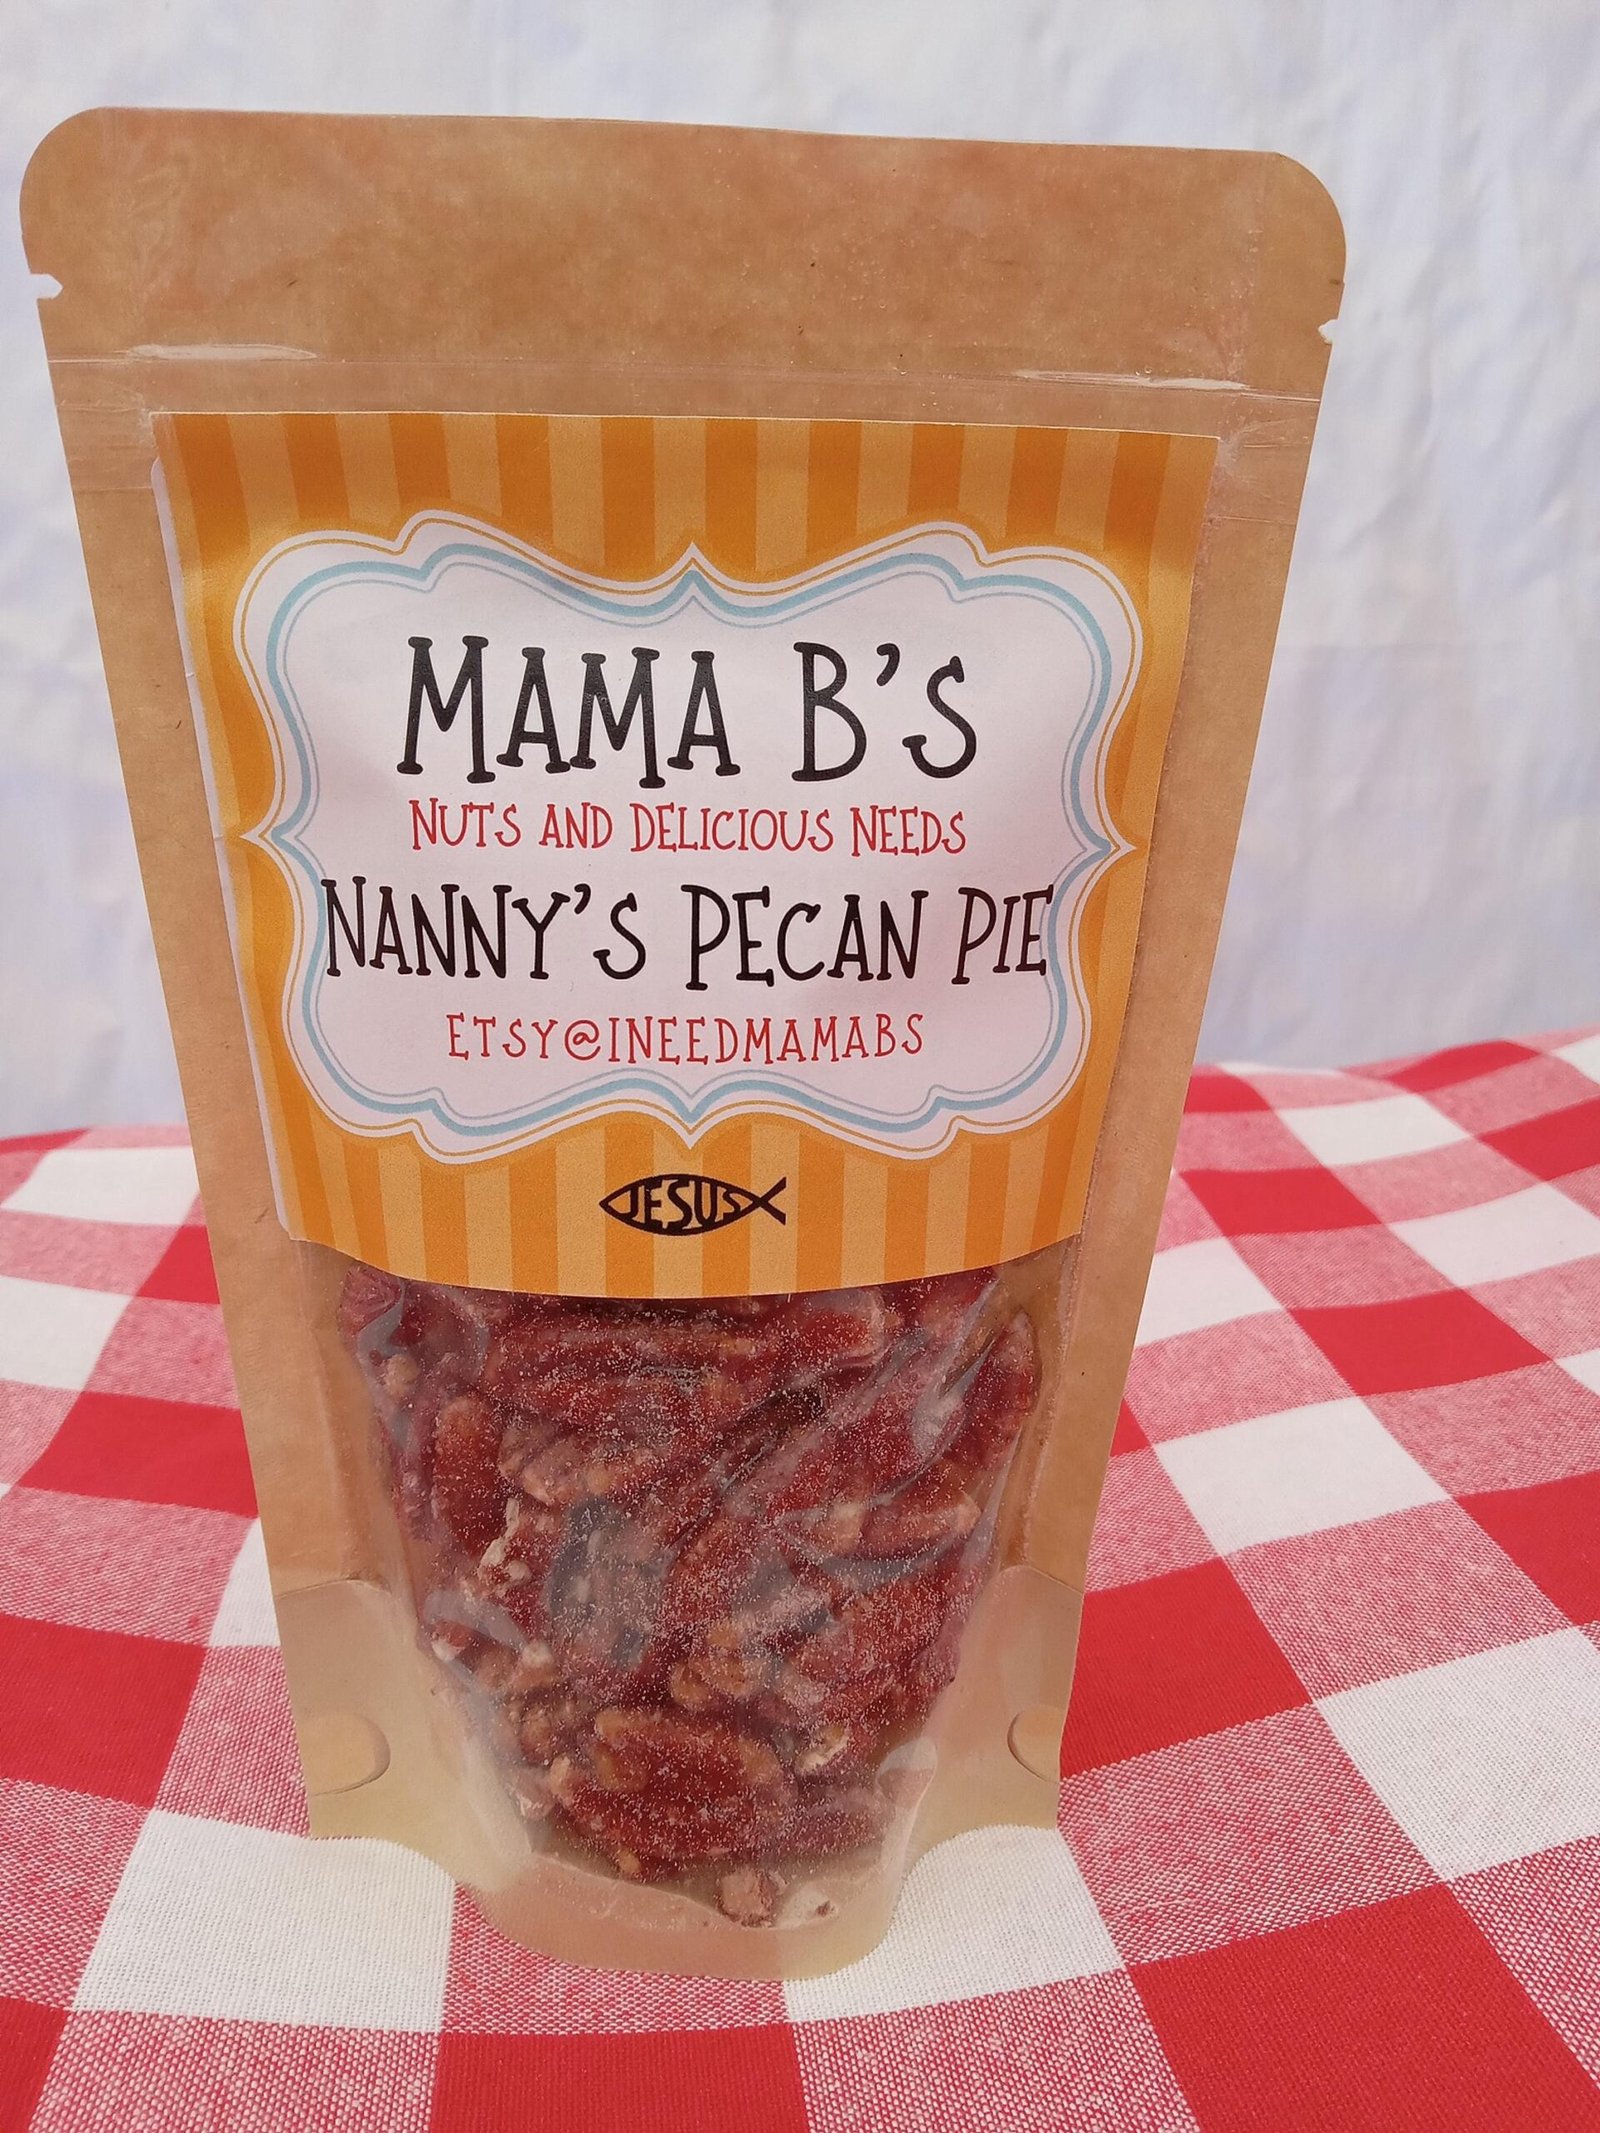 MAMA B'S
NUTS AND DELICIOUS NEEDS
NANNY'S PECAN PIE
ETSY@INEEDMAMABS
JESUS